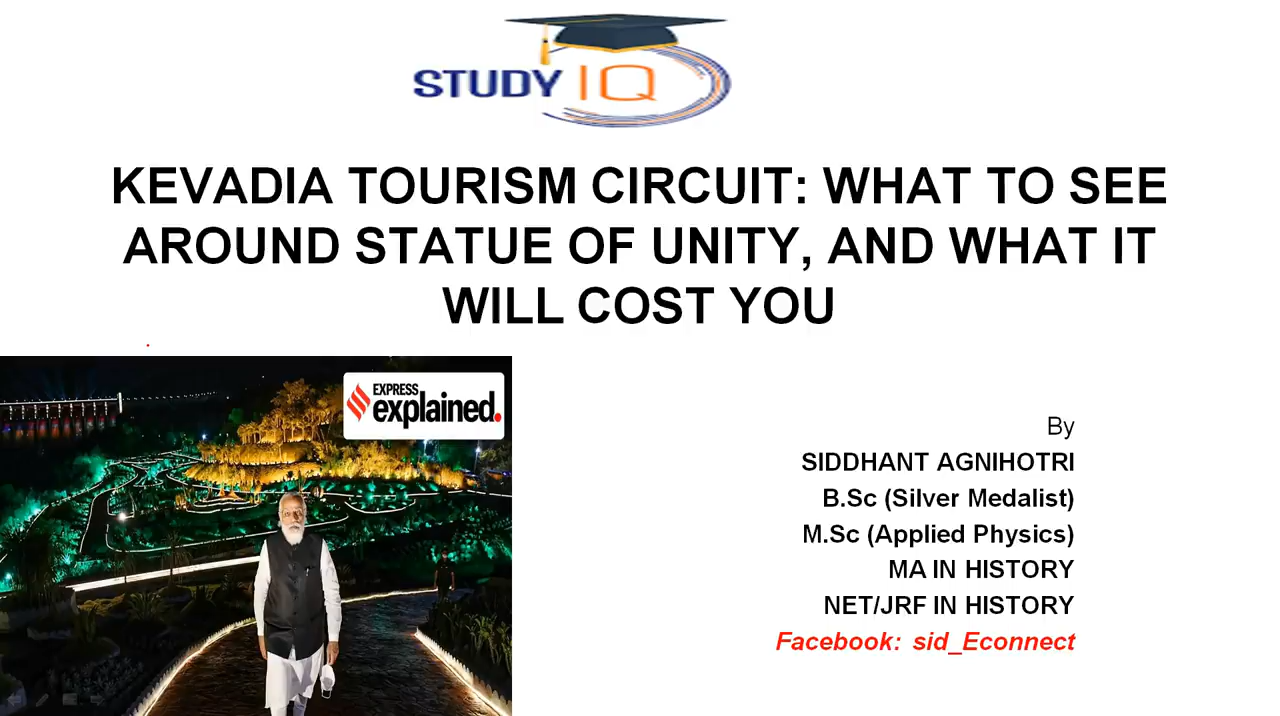 STUDY IQ
KEVADIA TOURISM CIRCUIT: WHAT TO SEE
AROUND STATUE OF UNITY, AND WHAT IT
WILL COST YOU
EXPRESS
explained.
By
SIDDHANT AGNIHOTRI
B.Sc (Silver Medalist)
M.Sc (Applied Physics)
MA IN HISTORY
NET/JRF IN HISTORY
Facebook: sid_Econnect